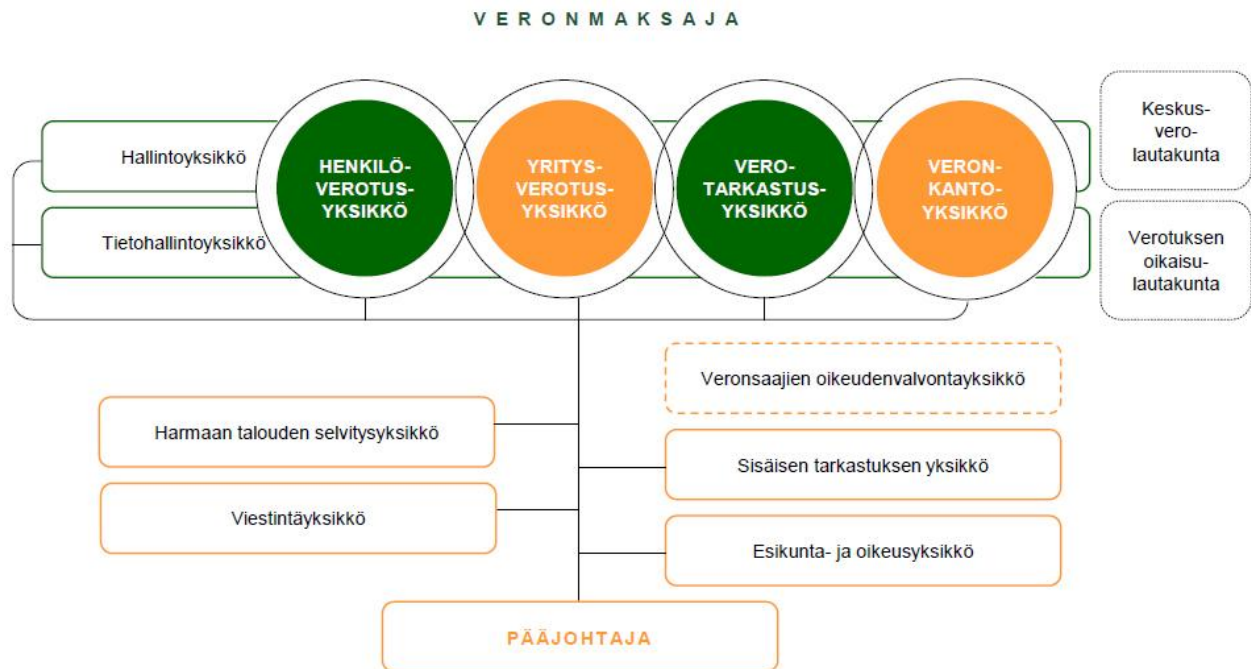 VERONMAKSAJA
Hallintoyksikkö
Tietohallintoyksikkö
HENKILÖ-
VEROTUS-
YKSIKKÖ
YRITYS-
VEROTUS-
YKSIKKÖ
VERO-
TARKASTUS-
YKSIKKÖ
VERON-
KANTO-
YKSIKKÖ
Keskus-
vero-
lautakunta
Verotuksen
oikaisu-
lautakunta
Harmaan talouden selvitysyksikkö
Viestintäyksikkö
Veronsaajien oikeudenvalvontayksikkö
Sisäisen tarkastuksen yksikkö
Esikunta- ja oikeusyksikkö
PÄÄJOHTAJA